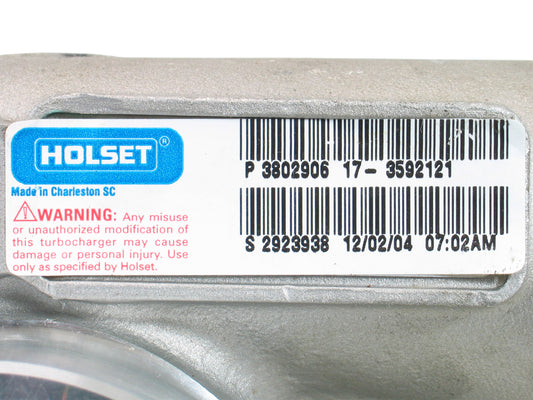 HOLSET®
Made in Charleston SC
⚠WARNING: Any misuse
or unauthorized modification of
this turbocharger may cause
damage or personal injury. Use
only as specified by Holset.
P 3802906 17-3592121
S 2923938 12/02/04 07:02AM